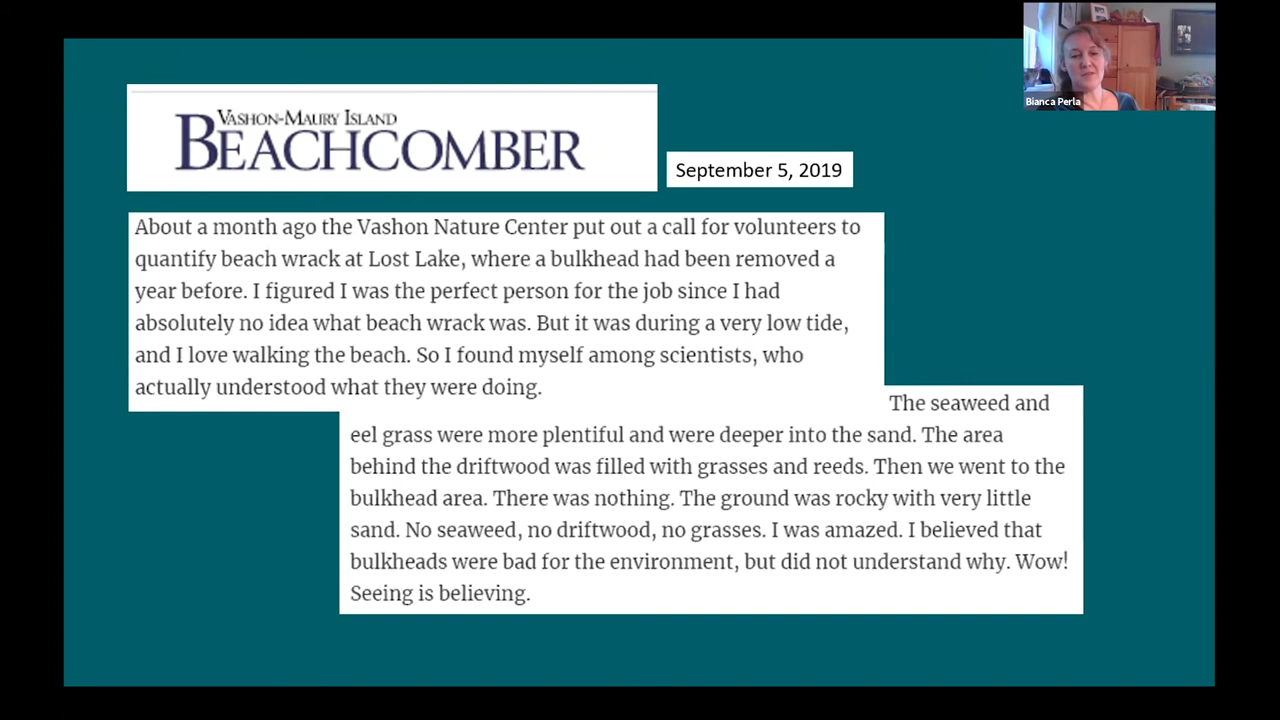 Bianca Perla
VASHON-MAURY ISLAND
BEACHCOMBER
September 5, 2019
About a month ago the Vashon Nature Center put out a call for volunteers to
quantify beach wrack at Lost Lake, where a bulkhead had been removed a
year before. I figured I was the perfect person for the job since I had
absolutely no idea what beach wrack was. But it was during a very low tide,
and I love walking the beach. So I found myself among scientists, who
actually understood what they were doing.
The seaweed and
eel grass were more plentiful and were deeper into the sand. The area
behind the driftwood was filled with grasses and reeds. Then we went to the
bulkhead area. There was nothing. The ground was rocky with very little
sand. No seaweed, no driftwood, no grasses. I was amazed. I believed that
bulkheads were bad for the environment, but did not understand why. Wow!
Seeing is believing.